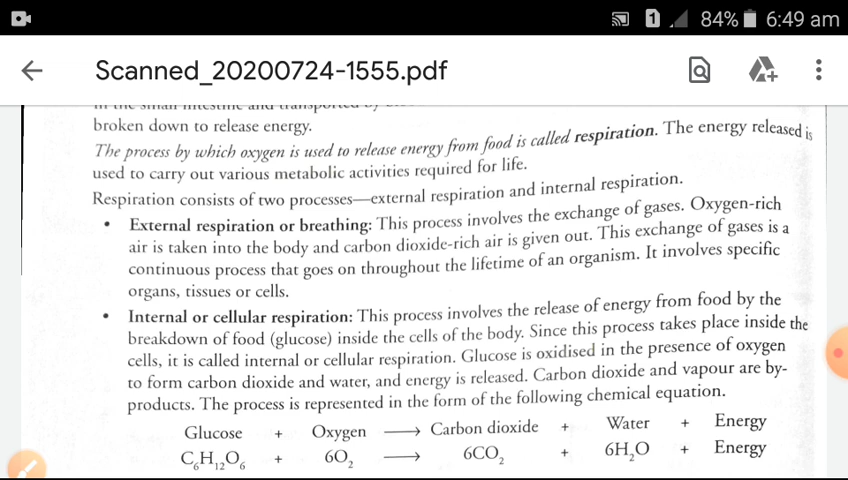 1 84% 6:49 am
Scanned_20200724-1555.pdf
in the small intestine and transported by
broken down to release energy.
The process by which oxygen is used to release energy from food is called respiration. The energy released is
used to carry out various metabolic activities required for life.
Respiration consists of two processes—external respiration and internal respiration.
• External respiration or breathing: This process involves the exchange of gases. Oxygen-rich
air is taken into the body and carbon dioxide-rich air is given out. This exchange of gases is a
continuous process that goes on throughout the lifetime of an organism. It involves specific
organs, tissues or cells.
• Internal or cellular respiration: This process involves the release of energy from food by the
breakdown of food (glucose) inside the cells of the body. Since this process takes place inside the
cells, it is called internal or cellular respiration. Glucose is oxidised in the presence of oxygen
to form carbon dioxide and water, and energy is released. Carbon dioxide and vapour are by-
products. The process is represented in the form of the following chemical equation.
Glucose + Oxygen ⟶ Carbon dioxide + Water + Energy
C₆H₁₂O₆ + 6O₂ ⟶ 6CO₂ + 6H₂O + Energy